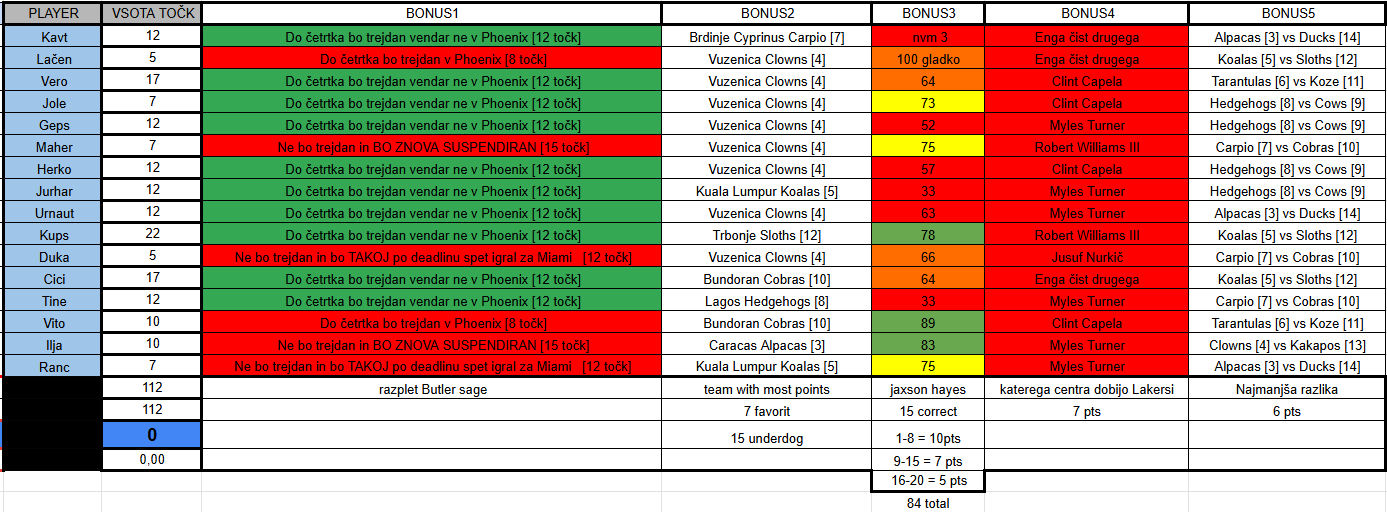 PLAYER VSOTA TOČK BONUS1 BONUS2 BONUS3 BONUS4 BONUS5
Kavt 12 Do četrtka bo trejdan vendar ne v Phoenix [12 točk] Brdinje Cyprinus Carpio [7] nvm 3 Enga čist drugega Alpacas [3] vs Ducks [14]
Lačen 5 Do četrtka bo trejdan v Phoenix [8 točk] Vuzenica Clowns [4] 100 gladko Enga čist drugega Koalas [5] vs Sloths [12]
Vero 17 Do četrtka bo trejdan vendar ne v Phoenix [12 točk] Vuzenica Clowns [4] 64 Clint Capela Tarantulas [6] vs Koze [11]
Jole 7 Do četrtka bo trejdan vendar ne v Phoenix [12 točk] Vuzenica Clowns [4] 73 Clint Capela Hedgehogs [8] vs Cows [9]
Geps 12 Do četrtka bo trejdan vendar ne v Phoenix [12 točk] Vuzenica Clowns [4] 52 Myles Turner Hedgehogs [8] vs Cows [9]
Maher 7 Ne bo trejdan in BO ZNOVA SUSPENDIRAN [15 točk] Vuzenica Clowns [4] 75 Robert Williams III Carpio [7] vs Cobras [10]
Herko 12 Do četrtka bo trejdan vendar ne v Phoenix [12 točk] Vuzenica Clowns [4] 57 Clint Capela Hedgehogs [8] vs Cows [9]
Jurhar 12 Do četrtka bo trejdan vendar ne v Phoenix [12 točk] Kuala Lumpur Koalas [5] 33 Myles Turner Hedgehogs [8] vs Cows [9]
Urnaut 12 Do četrtka bo trejdan vendar ne v Phoenix [12 točk] Vuzenica Clowns [4] 63 Myles Turner Alpacas [3] vs Ducks [14]
Kups 22 Do četrtka bo trejdan vendar ne v Phoenix [12 točk] Trbonje Sloths [12] 78 Robert Williams III Koalas [5] vs Sloths [12]
Duka 5 Ne bo trejdan in bo TAKOJ po deadlinu spet igral za Miami [12 točk] Vuzenica Clowns [4] 66 Jusuf Nurkič Carpio [7] vs Cobras [10]
Cici 17 Do četrtka bo trejdan vendar ne v Phoenix [12 točk] Bundoran Cobras [10] 64 Enga čist drugega Koalas [5] vs Sloths [12]
Tine 12 Do četrtka bo trejdan vendar ne v Phoenix [12 točk] Lagos Hedgehogs [8] 33 Myles Turner Carpio [7] vs Cobras [10]
Vito 10 Do četrtka bo trejdan v Phoenix [8 točk] Bundoran Cobras [10] 89 Clint Capela Tarantulas [6] vs Koze [11]
Ilja 10 Ne bo trejdan in BO ZNOVA SUSPENDIRAN [15 točk] Caracas Alpacas [3] 83 Myles Turner Clowns [4] vs Kakapos [13]
Ranc 7 Ne bo trejdan in bo TAKOJ po deadlinu spet igral za Miami [12 točk] Kuala Lumpur Koalas [5] 75 Myles Turner Alpacas [3] vs Ducks [14]
112 razplet Butler sage team with most points jaxson hayes katerega centra dobijo Lakersi Najmanjša razlika
112 7 favorit 15 correct 7 pts 6 pts
0 15 underdog 1-8 = 10pts
0,00 9-15 = 7 pts
16-20 = 5 pts
84 total